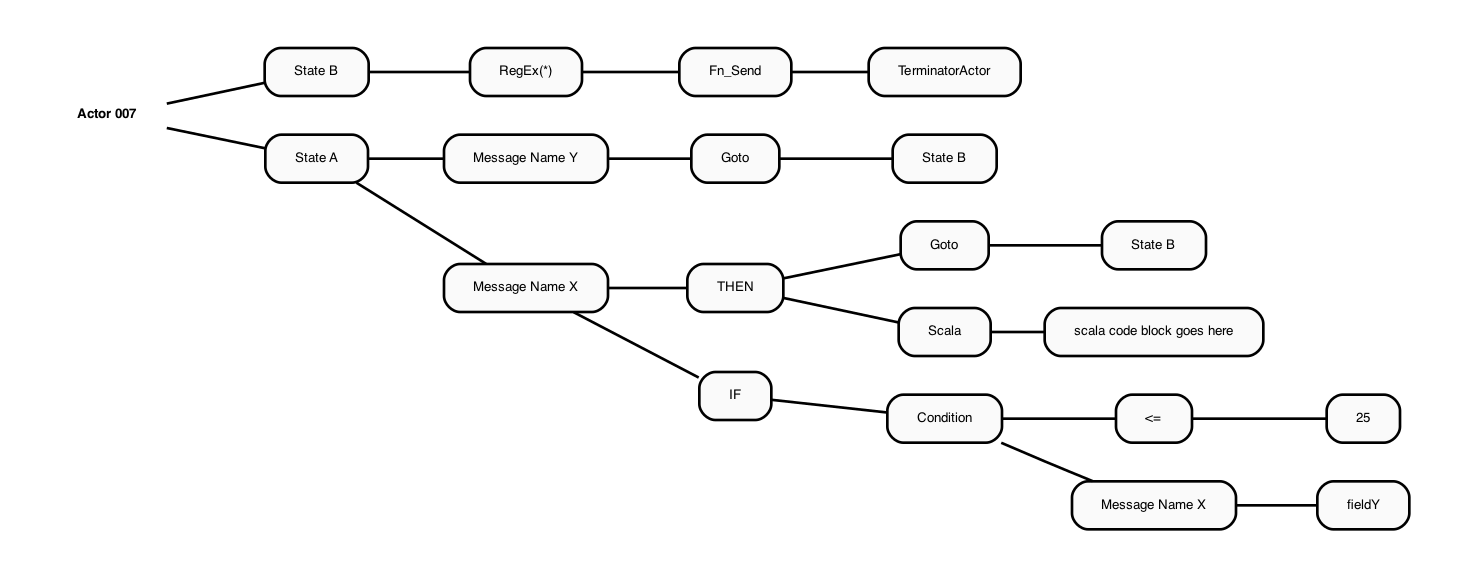 State B
RegEx(*)
Fn_Send
TerminatorActor
Actor 007
State A
Message Name Y
Goto
State B
Goto
State B
Message Name X
THEN
Scala
scala code block goes here
IF
Condition
<=
25
Message Name X
fieldY